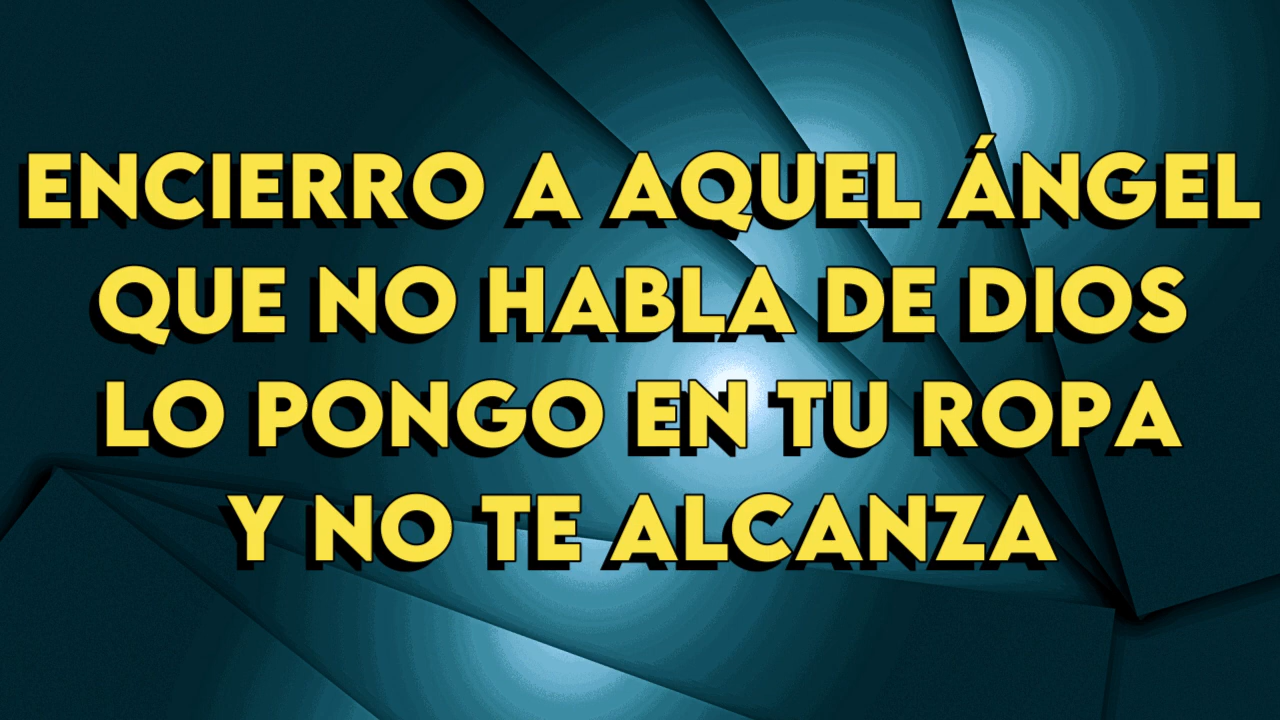 ENCIERRO A AQUEL ÁNGEL
QUE NO HABLA DE DIOS
LO PONGO EN TU ROPA
Y NO TE ALCANZA